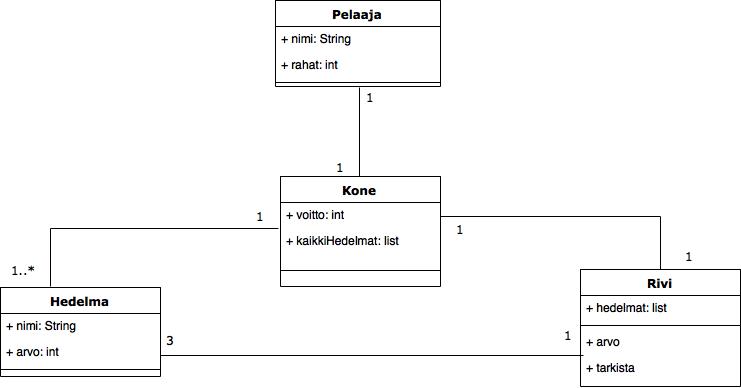 Pelaaja
+ nimi: String
+ rahat: int
1
1
Kone
+ voitto: int
+ kaikkiHedelmat: list
1
1
1..*
1
Hedelma
+ nimi: String
+ arvo: int
3
1
Rivi
+ hedelmat: list
+ arvo
+ tarkista